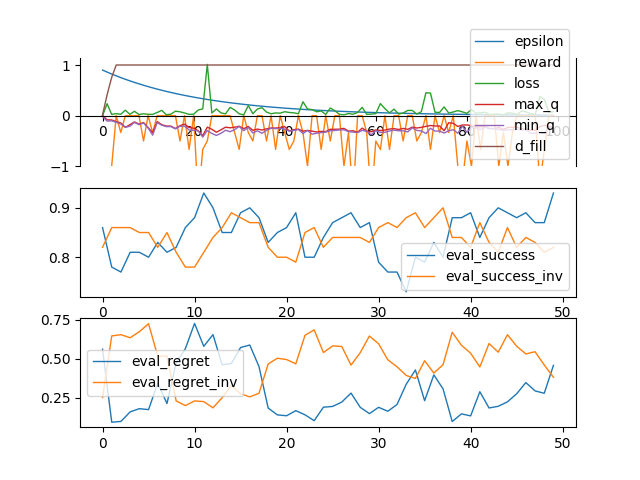 epsilon
reward
loss
max_q
min_q
d_fill
1
0
−1
0
20
40
60
80
100
0.9
0.8
eval_success
eval_success_inv
0
10
20
30
40
50
0.75
0.50
0.25
eval_regret
eval_regret_inv
0
10
20
30
40
50